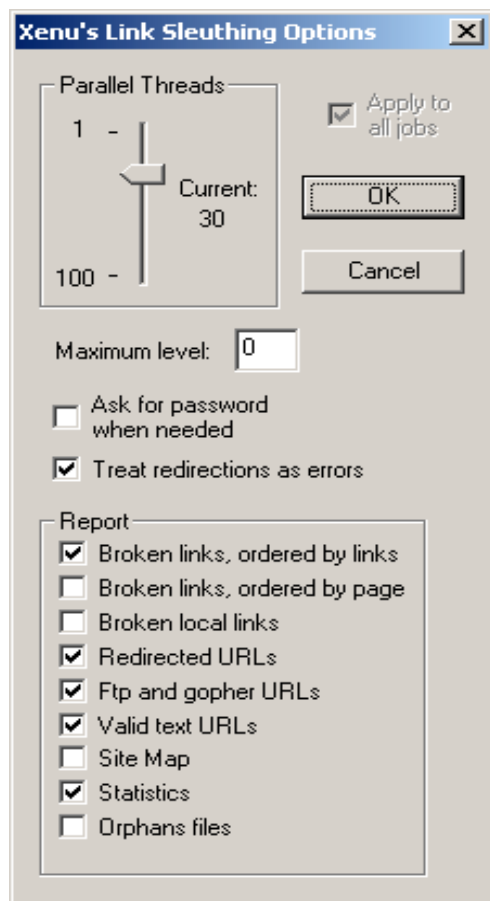 Xenu's Link Sleuthing Options
Parallel Threads
1
Current:
30
100
Apply to
all jobs
OK
Cancel
Maximum level: 0
Ask for password
when needed
Treat redirections as errors
Report
Broken links, ordered by links
Broken links, ordered by page
Broken local links
Redirected URLs
Ftp and gopher URLs
Valid text URLs
Site Map
Statistics
Orphans files